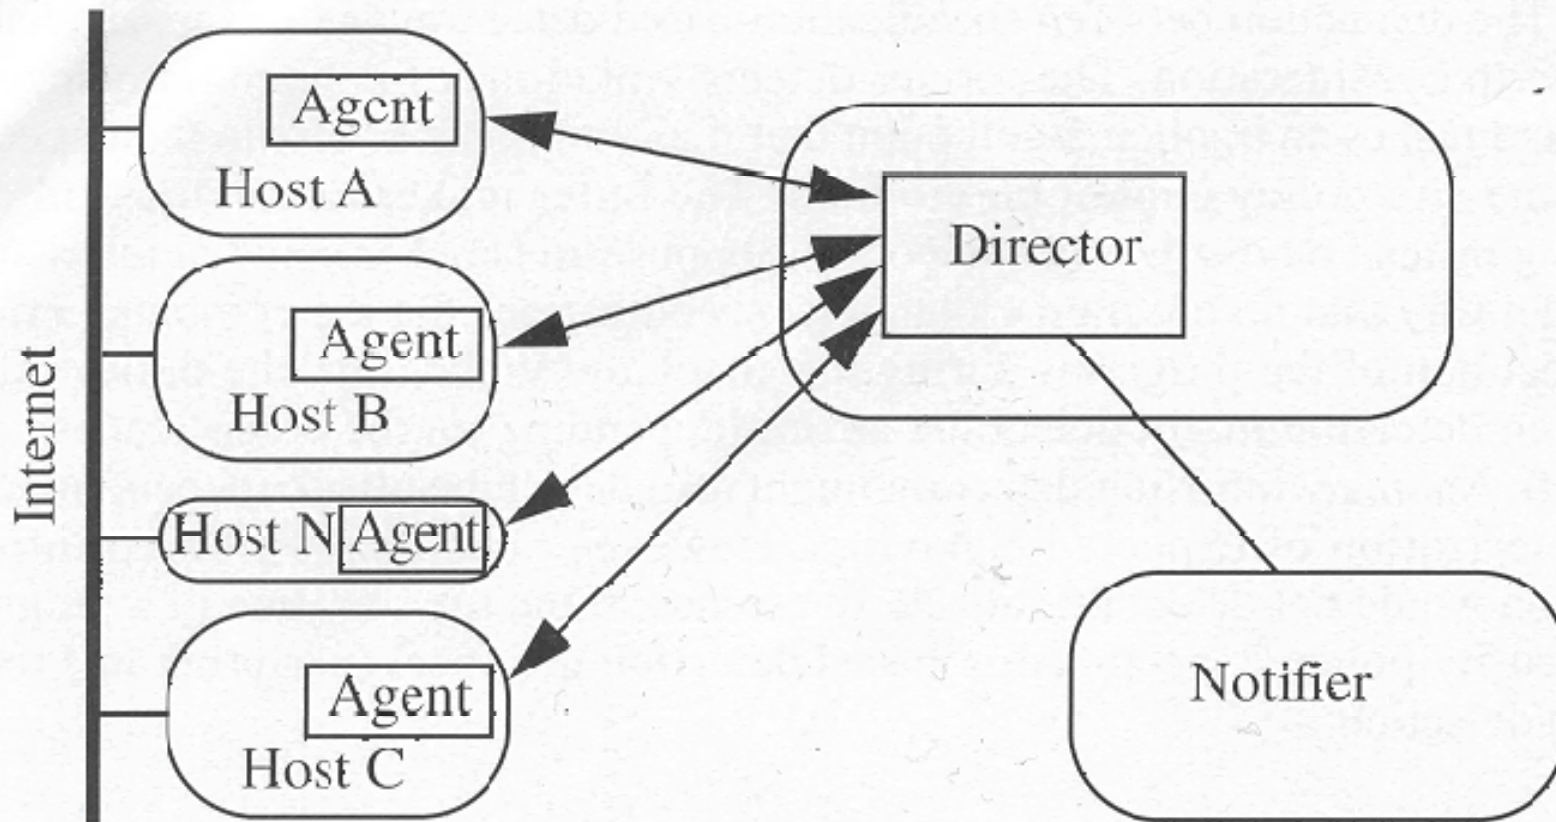 Internet
Agent
Host A
Agent
Host B
Host N Agent
Agent
Host C
Director
Notifier